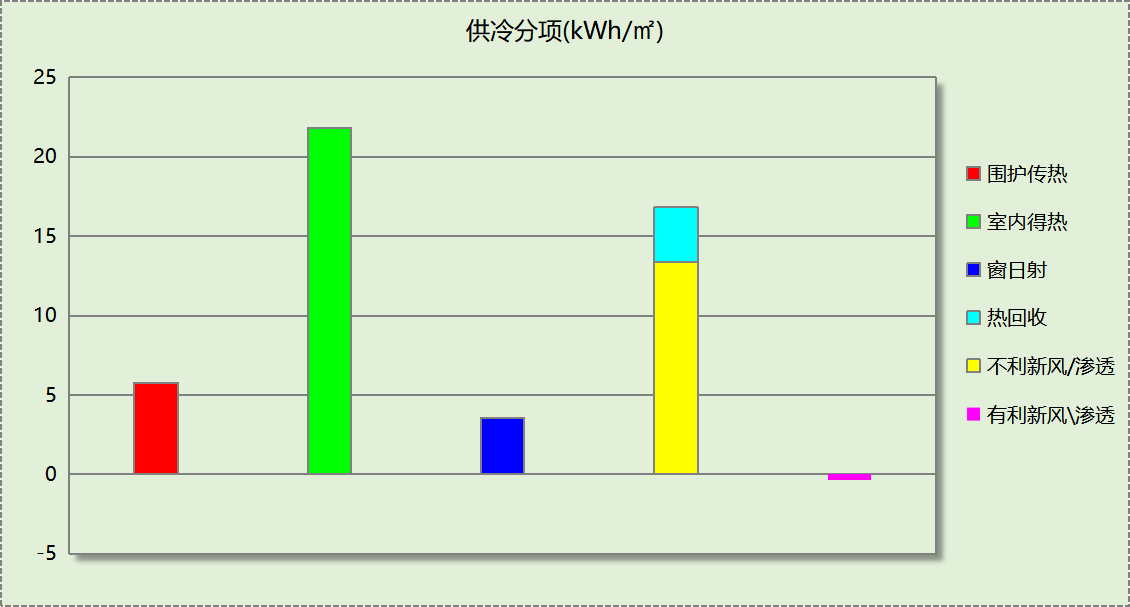 供冷分项(kWh/㎡)
25
20
15
10
5
0
-5
围护传热
室内得热
窗日射
热回收
不利新风/渗透
有利新风\渗透